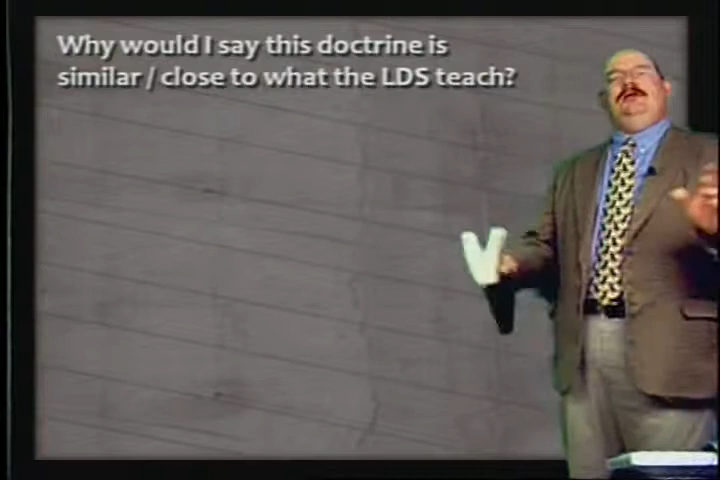 Why would I say this doctrine is
similar / close to what the LDS teach?